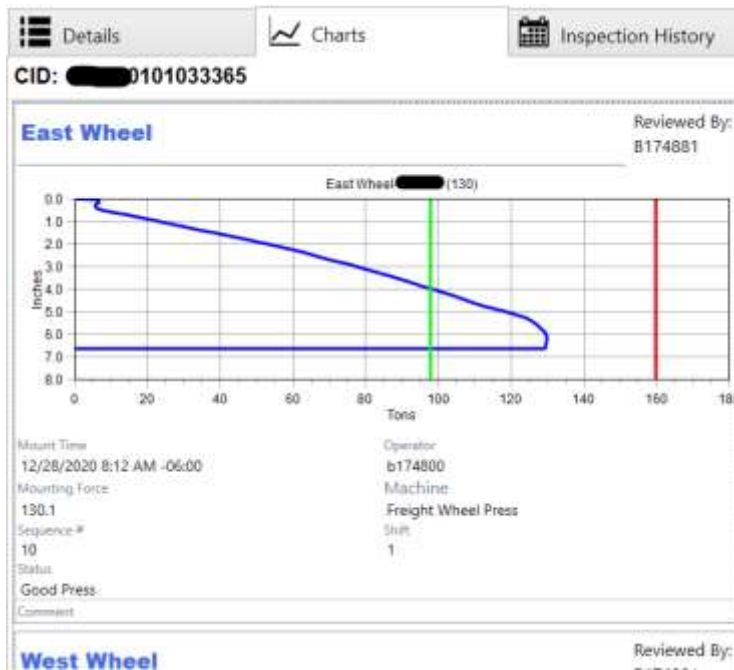 Details Charts Inspection History
CID: 0101033365
East Wheel
Reviewed By:
B174881
East Wheel (130)
0.0
1.0
2.0
3.0
4.0
5.0
6.0
7.0
8.0
Inches
0 20 40 60 80 100 120 140 160 18
Tons
Mount Time Operator
12/28/2020 8:12 AM -06:00 b174800
Mounting Force Machine
130.1 Freight Wheel Press
Sequence # Shift
10 1
Status
Good Press
Comment
West Wheel
Reviewed By: